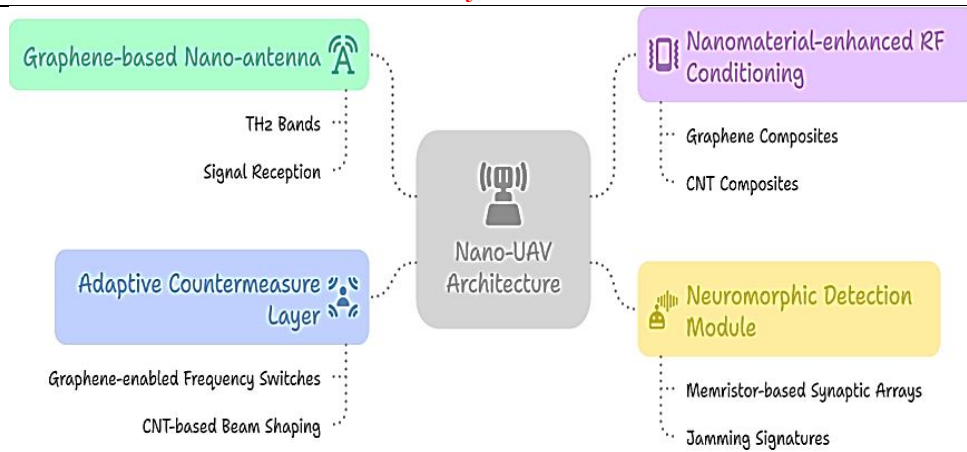 Graphene-based Nano-antenna
THz Bands
Signal Reception
Nanomaterial-enhanced RF
Conditioning
Graphene Composites
CNT Composites
Nano-UAV
Architecture
Adaptive Countermeasure
Layer
Graphene-enabled Frequency Switches
CNT-based Beam Shaping
Neuromorphic Detection
Module
Memristor-based Synaptic Arrays
Jamming Signatures